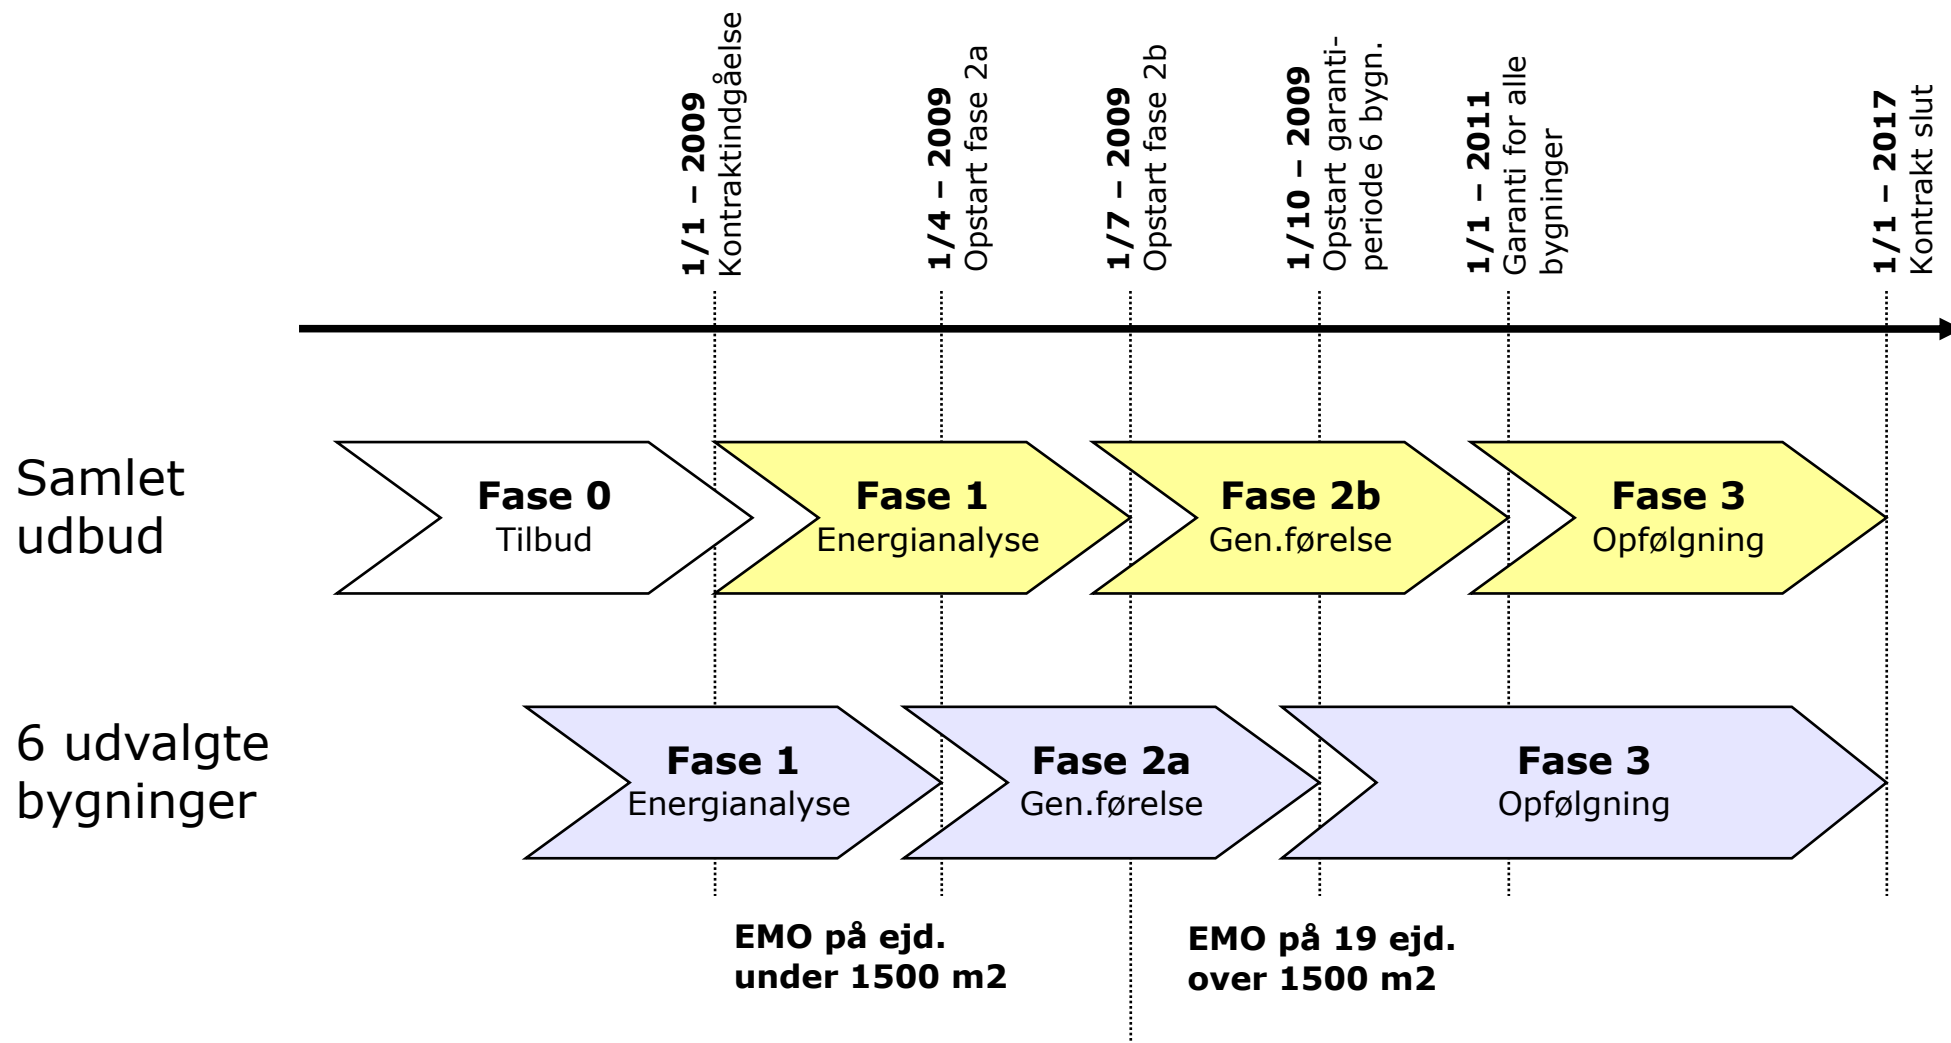 1/1 – 2009
Kontraktindgåelse
1/4 – 2009
Opstart fase 2a
1/7 – 2009
Opstart fase 2b
1/10 – 2009
Opstart garanti-
periode 6 bygn.
1/1 – 2011
Garanti for alle
bygninger
1/1 – 2017
Kontrakt slut
Samlet
udbud
Fase 0
Tilbud
Fase 1
Energianalyse
Fase 2b
Gen.førelse
Fase 3
Opfølgning
6 udvalgte
bygninger
Fase 1
Energianalyse
Fase 2a
Gen.førelse
Fase 3
Opfølgning
EMO på ejd.
under 1500 m2
EMO på 19 ejd.
over 1500 m2